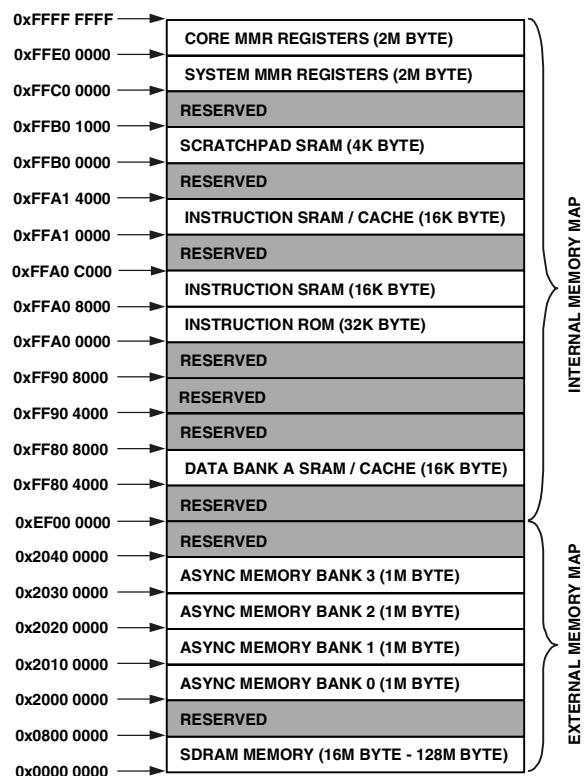 0xFFFF FFFF
CORE MMR REGISTERS (2M BYTE)
0xFFE0 0000
SYSTEM MMR REGISTERS (2M BYTE)
0xFFC0 0000
RESERVED
0xFFB0 1000
SCRATCHPAD SRAM (4K BYTE)
0xFFB0 0000
RESERVED
0xFFA1 4000
INSTRUCTION SRAM / CACHE (16K BYTE)
0xFFA1 0000
RESERVED
0xFFA0 C000
INSTRUCTION SRAM (16K BYTE)
0xFFA0 8000
INSTRUCTION ROM (32K BYTE)
0xFFA0 0000
RESERVED
0xFF90 8000
RESERVED
0xFF90 4000
RESERVED
0xFF80 8000
DATA BANK A SRAM / CACHE (16K BYTE)
0xFF80 4000
RESERVED
0xEF00 0000
RESERVED
0x2040 0000
ASYNC MEMORY BANK 3 (1M BYTE)
0x2030 0000
ASYNC MEMORY BANK 2 (1M BYTE)
0x2020 0000
ASYNC MEMORY BANK 1 (1M BYTE)
0x2010 0000
ASYNC MEMORY BANK 0 (1M BYTE)
0x2000 0000
RESERVED
0x0800 0000
SDRAM MEMORY (16M BYTE - 128M BYTE)
0x0000 0000
INTERNAL MEMORY MAP
EXTERNAL MEMORY MAP